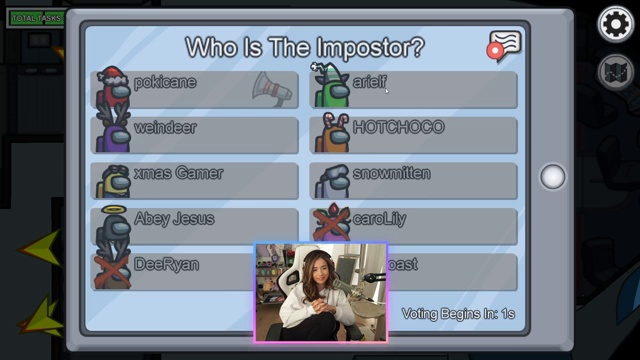 TOTAL TASKS
Who Is The Impostor?
pokicane
arielf
weindeer
HOTCHOCO
xmas Gamer
snowmitten
Abey Jesus
caroLily
DeeRyan
oast
Voting Begins In: 1s